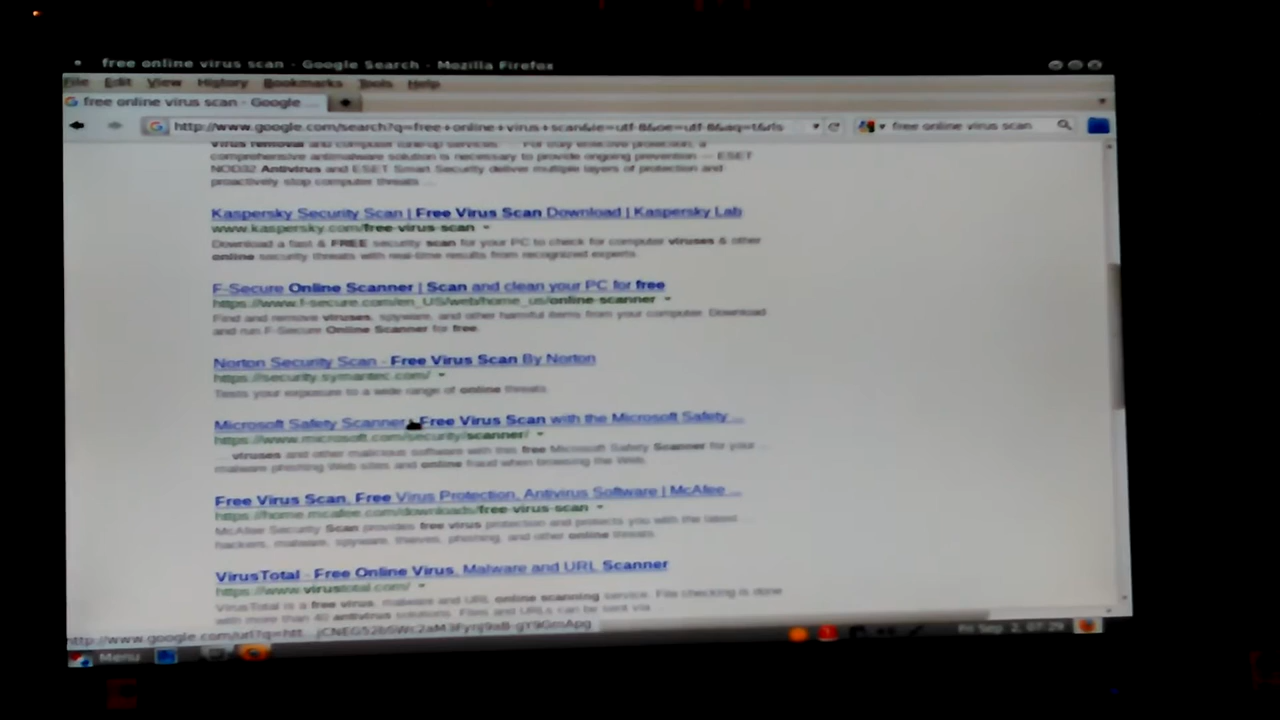 free online virus scan - Google Search - Mozilla Firefox
File Edit View History Bookmarks Tools Help
free online virus scan - Google ...
http://www.google.com/search?q=free+online+virus+scan&ie=utf-8&oe=utf-8&aq=t&rls
free online virus scan
Virus removal and computer tune-up services. ... For truly effective protection, a
comprehensive antimalware solution is necessary to provide ongoing prevention — ESET
NOD32 Antivirus and ESET Smart Security deliver multiple layers of protection and
proactively stop computer threats ...
Kaspersky Security Scan | Free Virus Scan Download | Kaspersky Lab
www.kaspersky.com/free-virus-scan
Download a fast & FREE security scan for your PC to check for computer viruses & other
online security threats with real-time results from recognized experts.
F-Secure Online Scanner | Scan and clean your PC for free
https://www.f-secure.com/en_US/web/home_us/online-scanner
Find and remove viruses, spyware, and other harmful items from your computer. Download
and run F-Secure Online Scanner for free.
Norton Security Scan - Free Virus Scan By Norton
https://security.symantec.com/
Tests your exposure to a wide range of online threats.
Microsoft Safety Scanner - Free Virus Scan with the Microsoft Safety ...
https://www.microsoft.com/security/scanner/
... viruses and other malicious software with this free Microsoft Safety Scanner for your ...
malware phishing Web sites and online fraud when browsing the Web.
Free Virus Scan, Free Virus Protection, Antivirus Software | McAfee ...
https://home.mcafee.com/downloads/free-virus-scan
McAfee Security Scan provides free virus protection and protects you with the latest ...
hackers, malware, spyware, thieves, phishing, and other online threats.
VirusTotal - Free Online Virus, Malware and URL Scanner
https://www.virustotal.com/
VirusTotal is a free virus, malware and URL online scanning service. File checking is done
with more than 40 antivirus solutions. Files and URLs can be sent via
http://www.google.com/url?q=htt...
Menu
Fri Sep 2, 07:29